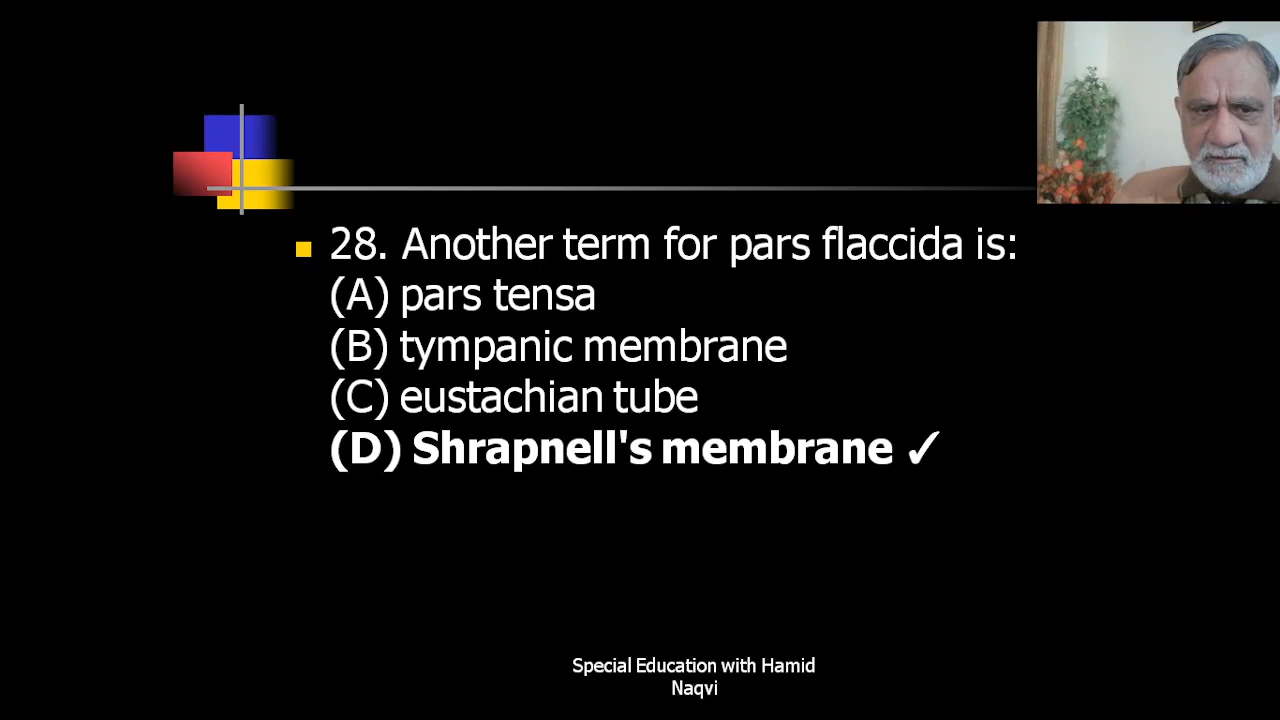 28. Another term for pars flaccida is:
(A) pars tensa
(B) tympanic membrane
(C) eustachian tube
(D) Shrapnell's membrane ✓
Special Education with Hamid
Naqvi